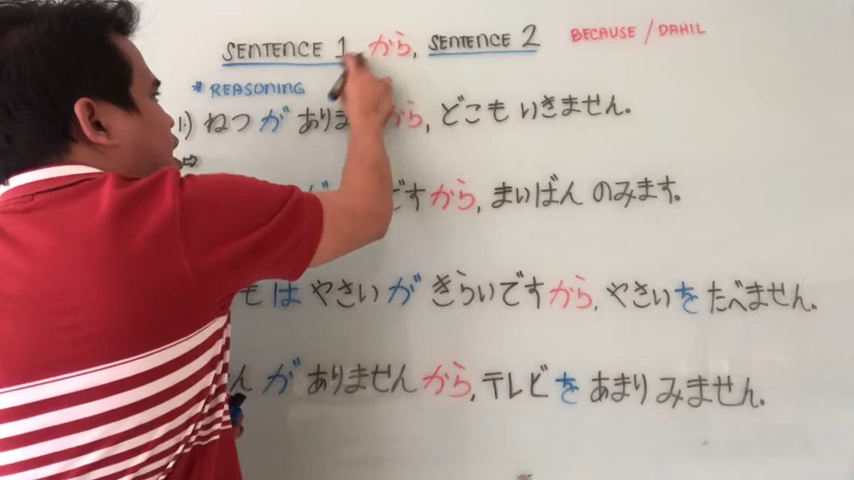 SENTENCE 1 から, SENTENCE 2 BECAUSE / DAHIL
* REASONING
1.) ねつ が ありま から, どこも いきません。
⇨
が です から, まいばん のみます。
も は やさい が きらいです から, やさい を たべません。
ん が ありません から, テレビ を あまり みません。